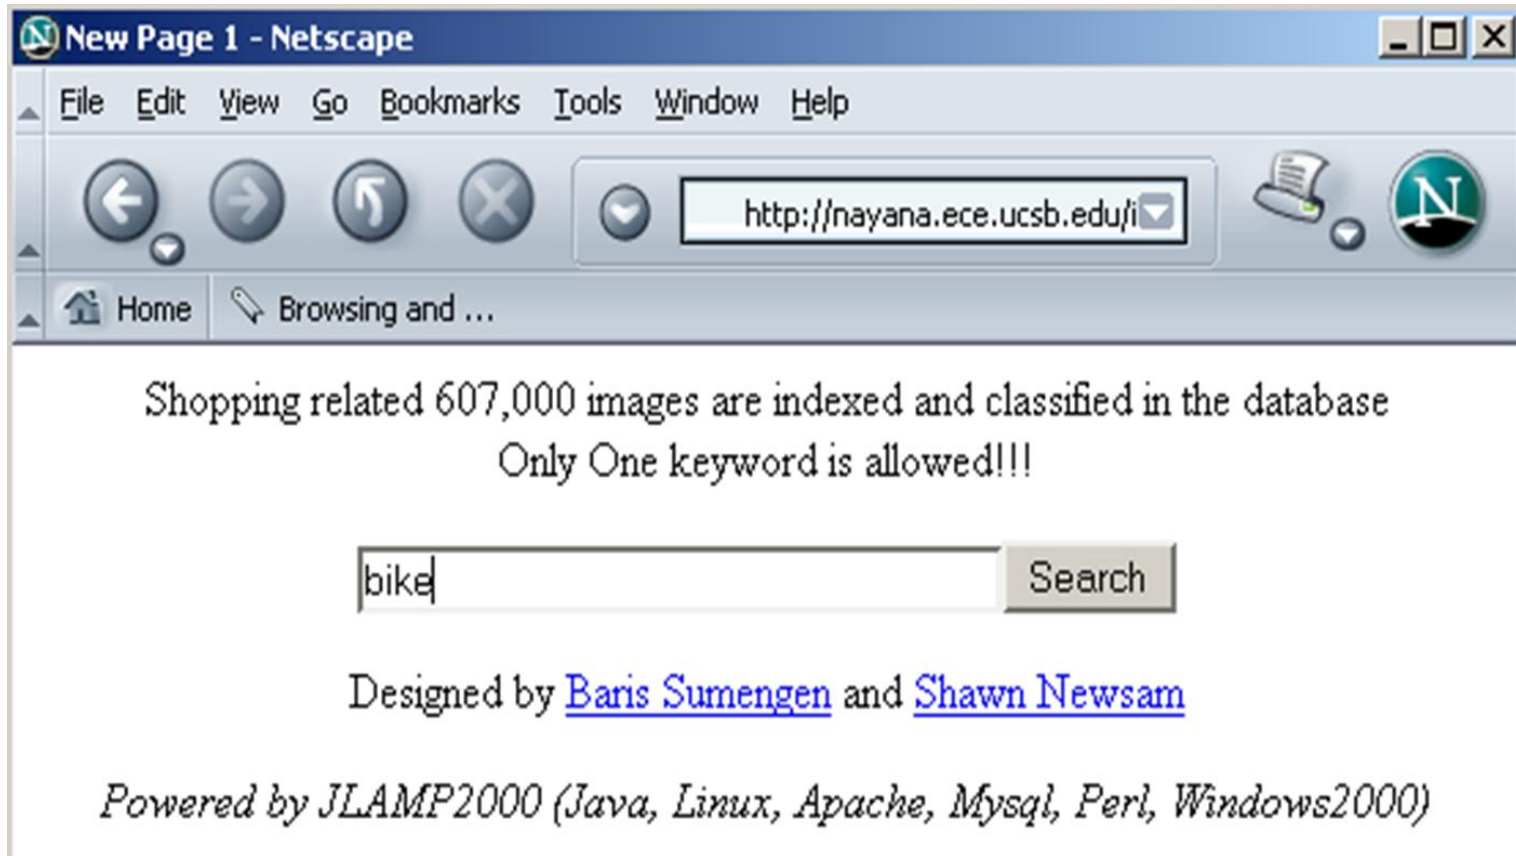 New Page 1 - Netscape
File Edit View Go Bookmarks Tools Window Help
http://nayana.ece.ucsb.edu/i
N
Home Browsing and ...
Shopping related 607,000 images are indexed and classified in the database
Only One keyword is allowed!!!
bike Search
Designed by Baris Sumengen and Shawn Newsam
Powered by JLAMP2000 (Java, Linux, Apache, Mysql, Perl, Windows2000)